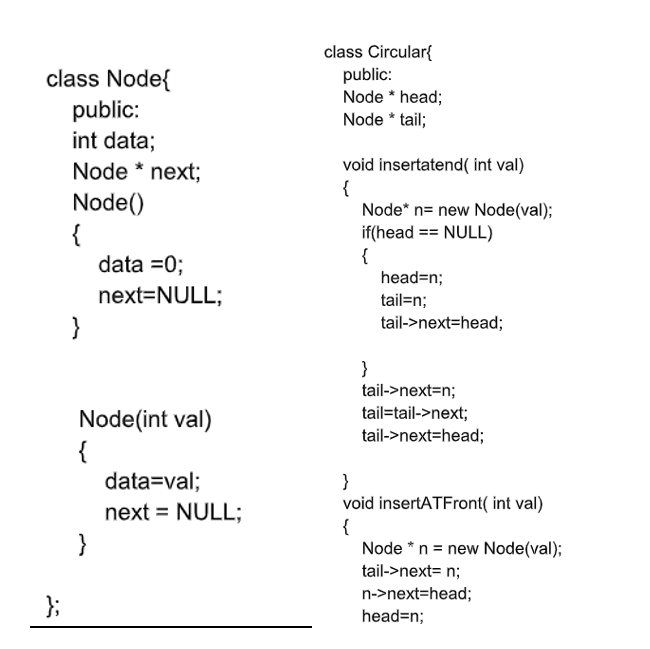 class Node{
public:
int data;
Node * next;
Node()
{
data =0;
next=NULL;
}
Node(int val)
{
data=val;
next = NULL;
}
};
class Circular{
public:
Node * head;
Node * tail;
void insertatend( int val)
{
Node* n= new Node(val);
if(head == NULL)
{
head=n;
tail=n;
tail->next=head;
}
tail->next=n;
tail=tail->next;
tail->next=head;
}
void insertATFront( int val)
{
Node * n = new Node(val);
tail->next= n;
n->next=head;
head=n;